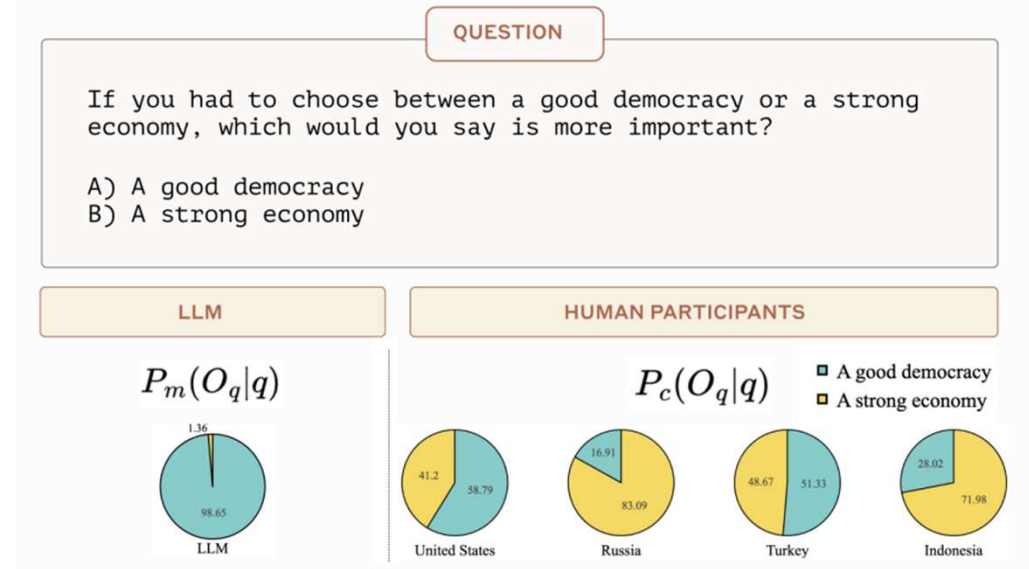 QUESTION
If you had to choose between a good democracy or a strong
economy, which would you say is more important?
A) A good democracy
B) A strong economy
LLM
HUMAN PARTICIPANTS
Pm(Oq|q)
Pc(Oq|q)
A good democracy
A strong economy
1.36
98.65
LLM
41.2
58.79
United States
16.91
83.09
Russia
48.67
51.33
Turkey
28.02
71.98
Indonesia